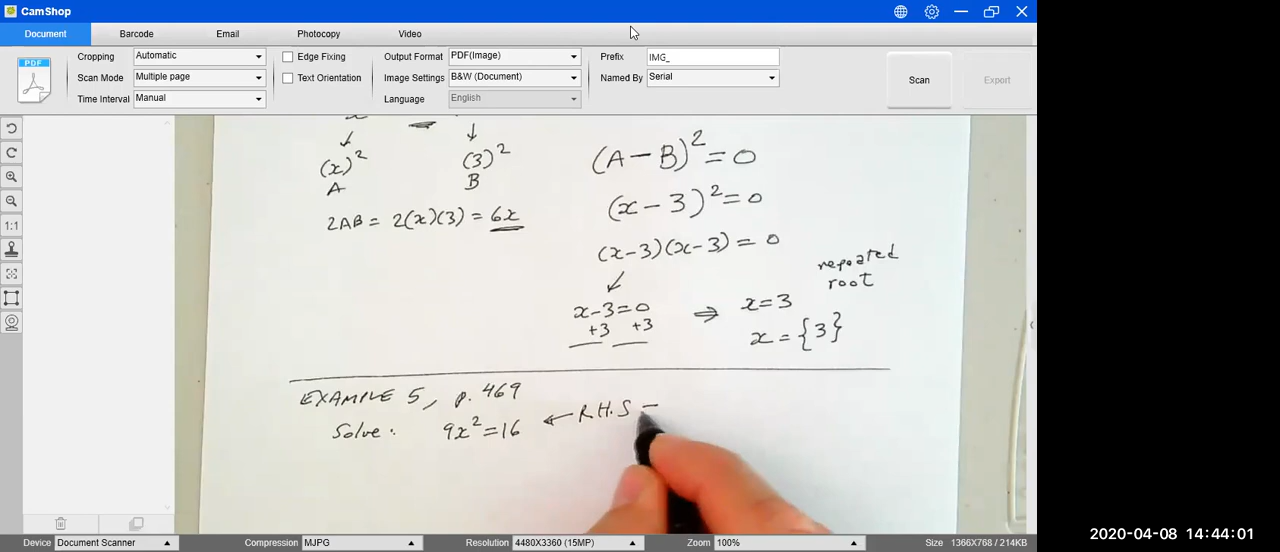 CamShop
Document Barcode Email Photocopy Video
Cropping Automatic Edge Fixing Output Format PDF(Image) Prefix IMG_
Scan Mode Multiple page Text Orientation Image Settings B&W (Document) Named By Serial
Time Interval Manual Language English
PDF
Scan Export
1:1
(x)² (3)²
A B
2AB = 2(x)(3) = 6x
(A - B)² = 0
(x - 3)² = 0
(x-3)(x-3) = 0
repeated
root
x-3=0 ⇒ x=3
+3 +3
x = {3}
EXAMPLE 5, p. 469
Solve: 9x² = 16 ← R.H.S
Device Document Scanner Compression MJPG Resolution 4480X3360 (15MP) Zoom 100% Size 1366X768 / 214KB
2020-04-08 14:44:01